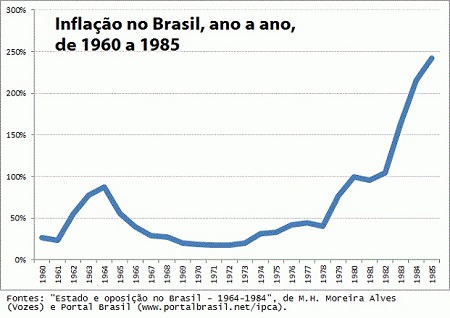 Inflação no Brasil, ano a ano,
de 1960 a 1985
300%
250%
200%
150%
100%
50%
0%
1960 1961 1962 1963 1964 1965 1966 1967 1968 1969 1970 1971 1972 1973 1974 1975 1976 1977 1978 1979 1980 1981 1982 1983 1984 1985
Fontes: "Estado e oposição no Brasil - 1964-1984", de M.H. Moreira Alves
(Vozes) e Portal Brasil (www.portalbrasil.net/ipca).